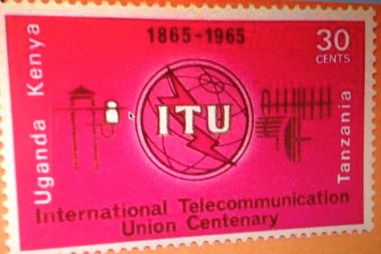 1865-1965
30
CENTS
Uganda Kenya
ITU
Tanzania
International Telecommunication
Union Centenary